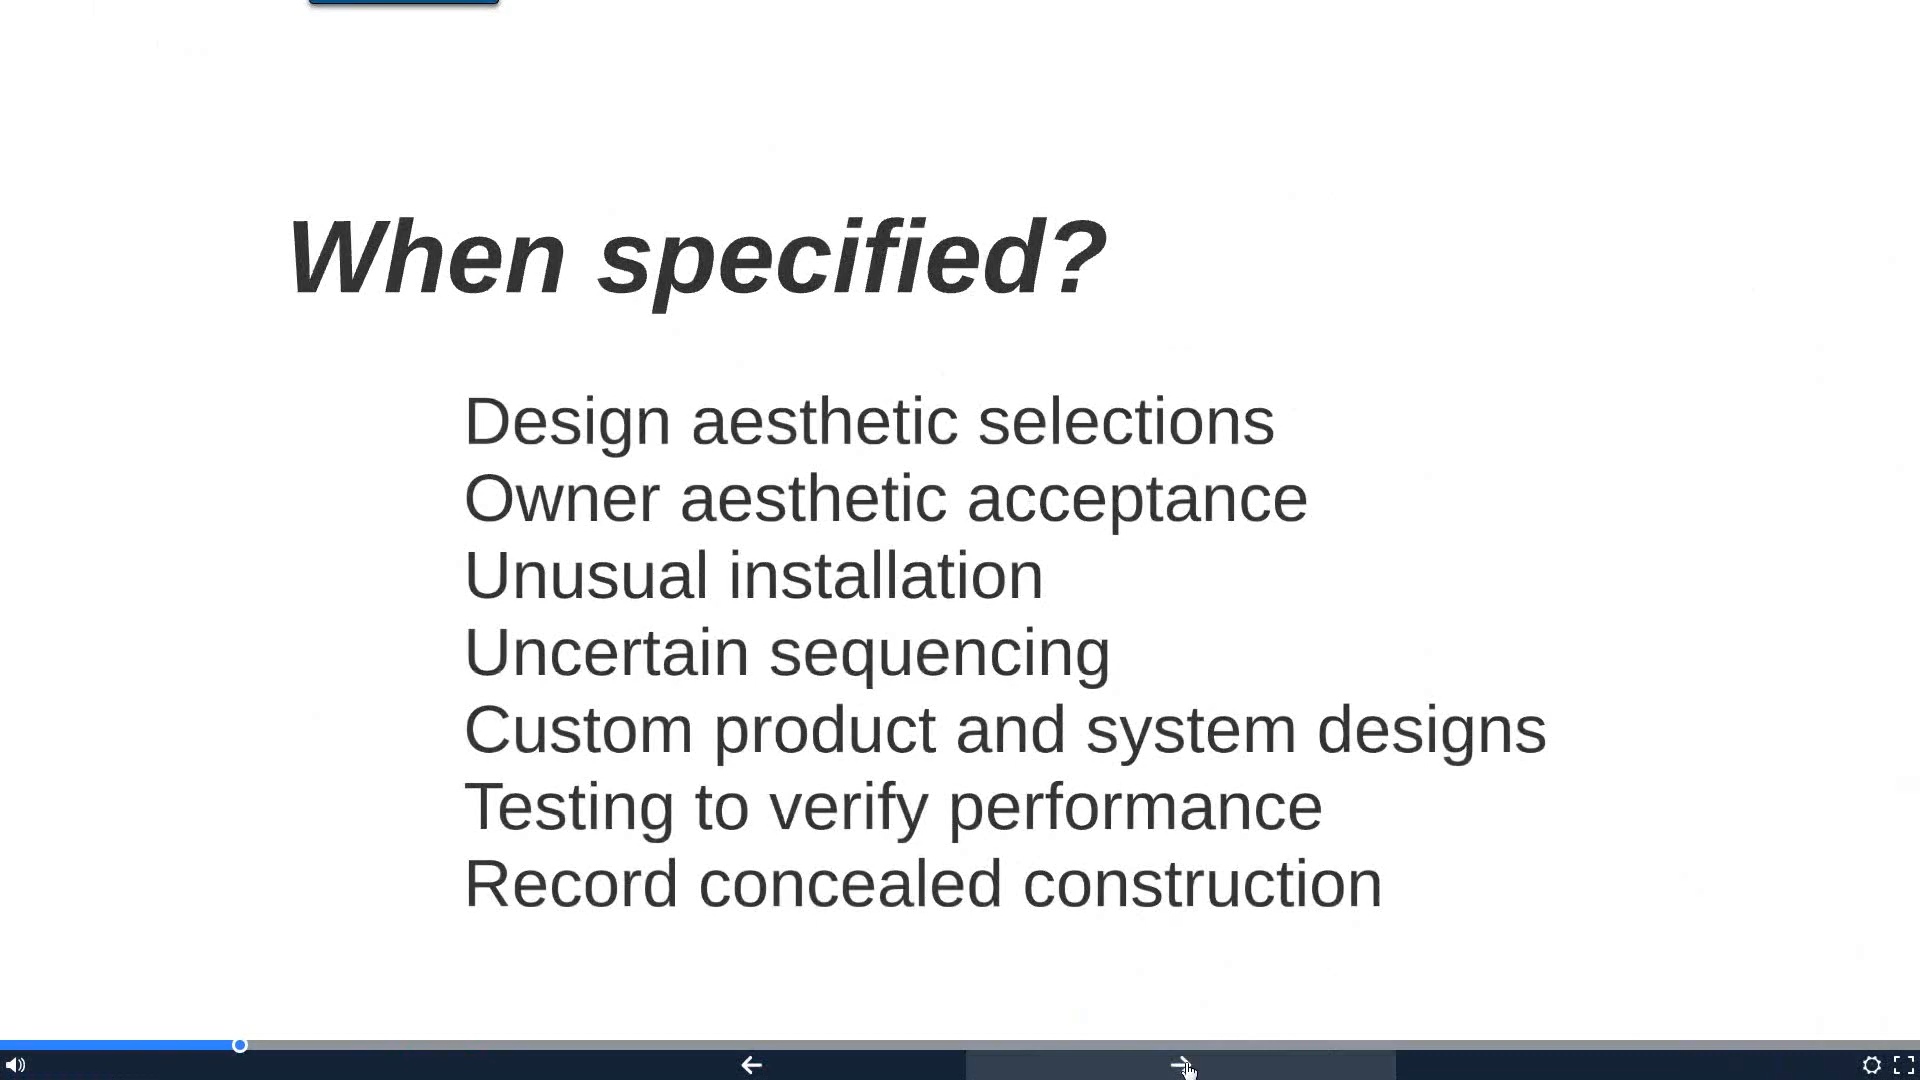 When specified?
Design aesthetic selections
Owner aesthetic acceptance
Unusual installation
Uncertain sequencing
Custom product and system designs
Testing to verify performance
Record concealed construction